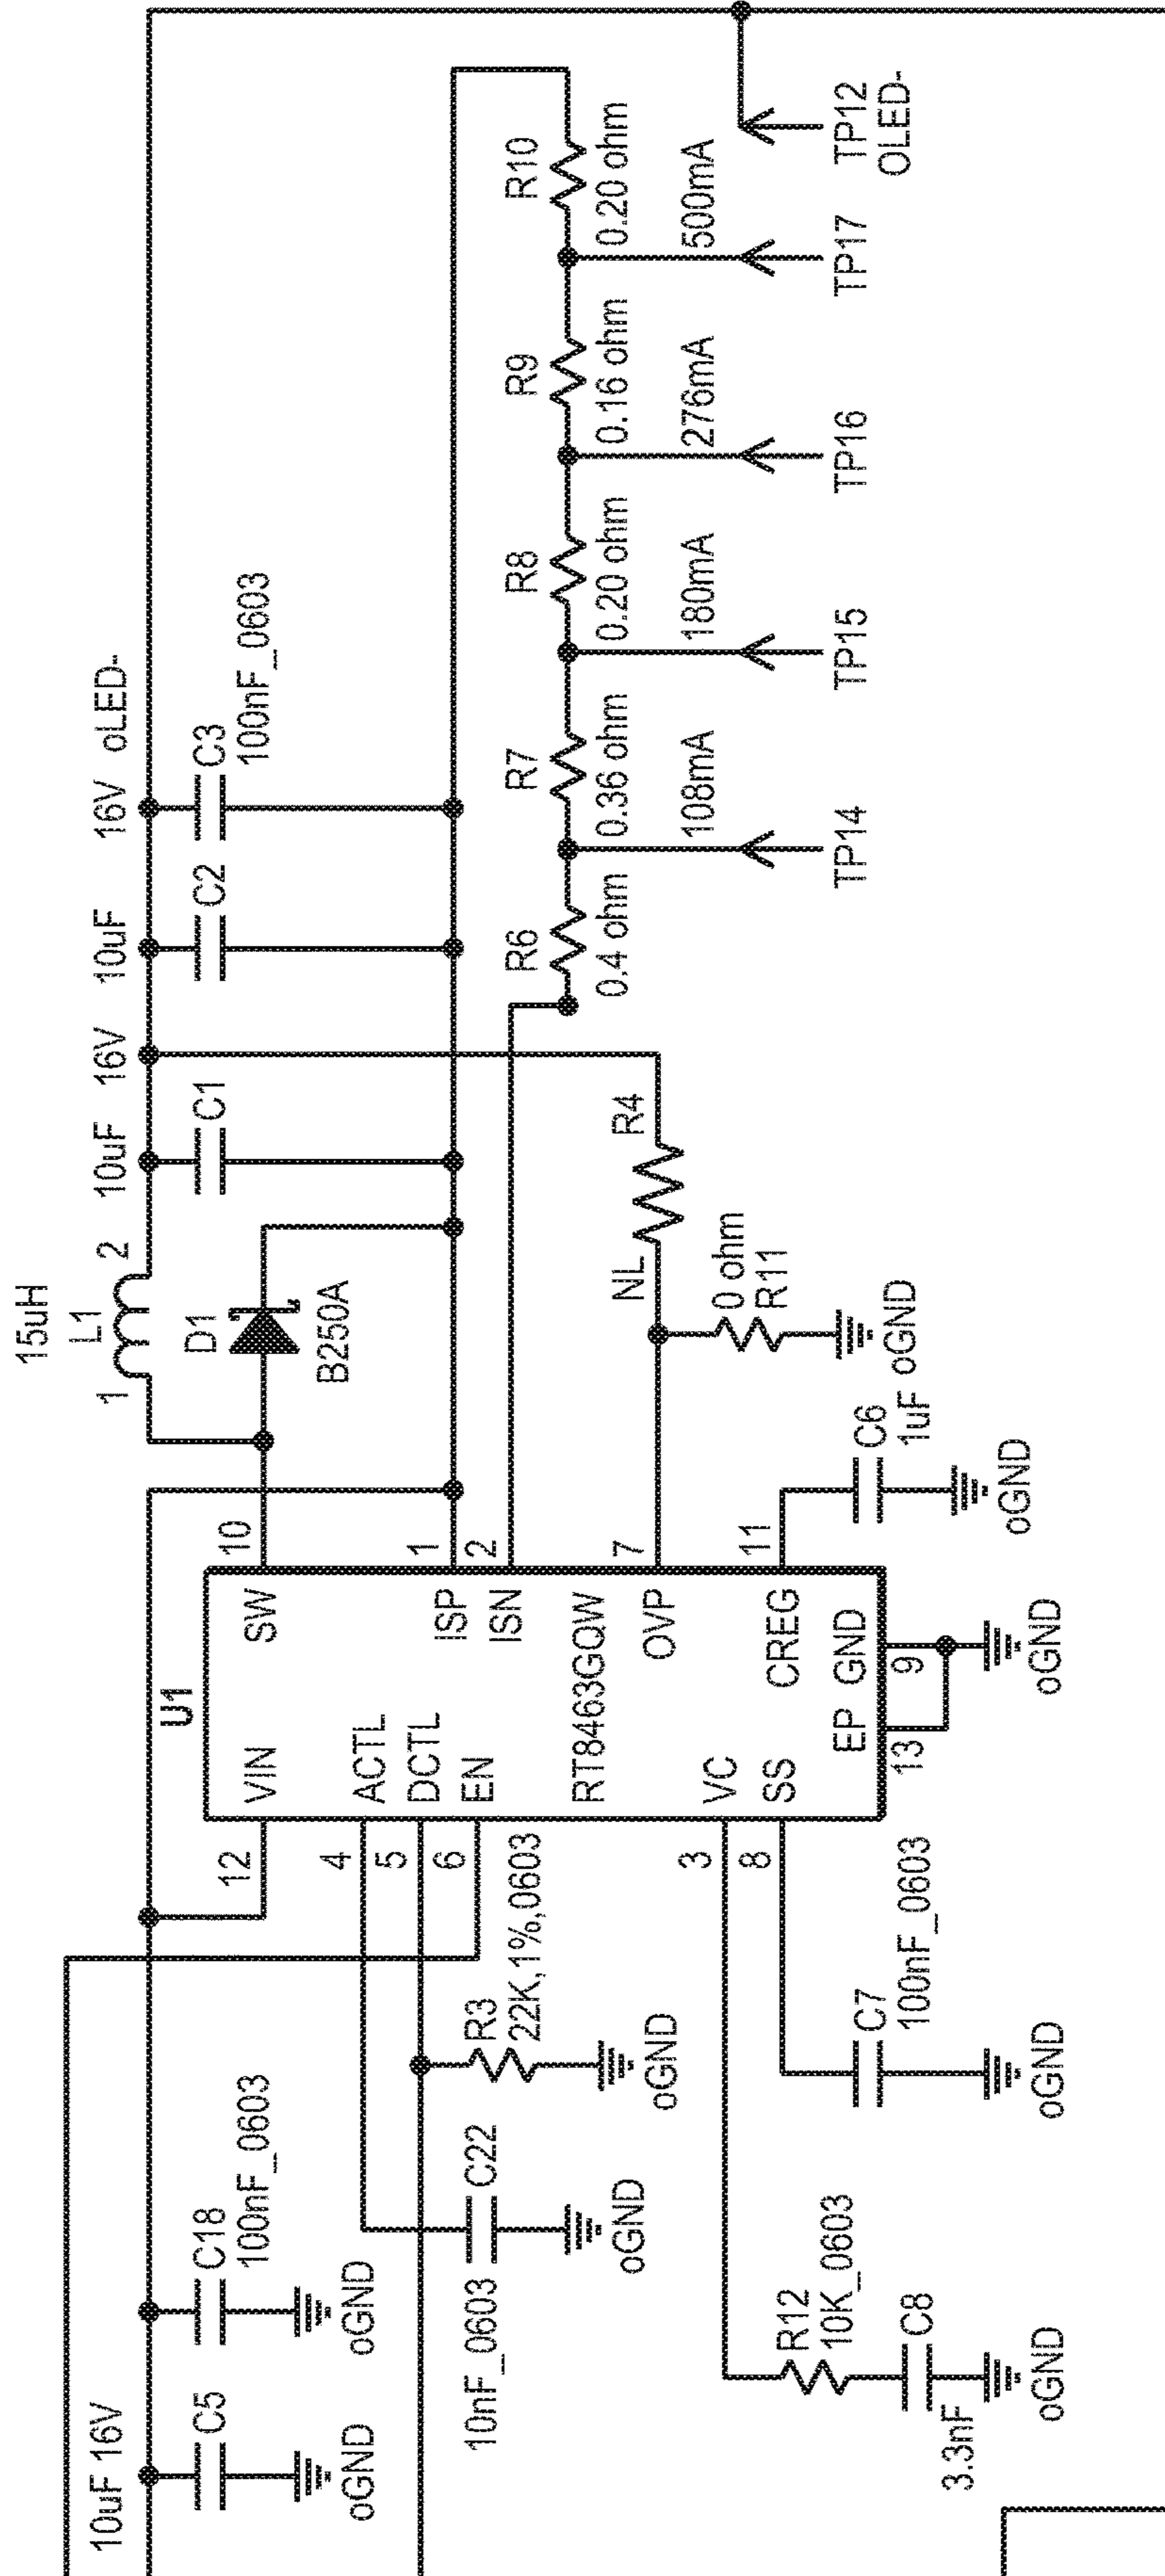 10uF 16V
C5
oGND
C18
100nF_0603
oGND
10nF_0603
C22
oGND
R3
22K,1%,0603
oGND
R12
10K_0603
C8
3.3nF
oGND
C7
100nF_0603
oGND
12
4
5
6
3
8
U1
VIN
SW
ACTL
DCTL
EN
ISP
ISN
RT8463GQW
OVP
VC
SS
CREG
EP
GND
13
9
oGND
10
1
2
7
11
C6
1uF
oGND
15uH
L1
1
2
D1
B250A
0 ohm
R11
oGND
NL
R4
10uF
16V
C1
10uF
C2
16V
oLED-
C3
100nF_0603
R6
0.4 ohm
R7
0.36 ohm
108mA
TP14
R8
0.20 ohm
180mA
TP15
R9
0.16 ohm
276mA
TP16
R10
0.20 ohm
500mA
TP17
TP12
OLED-